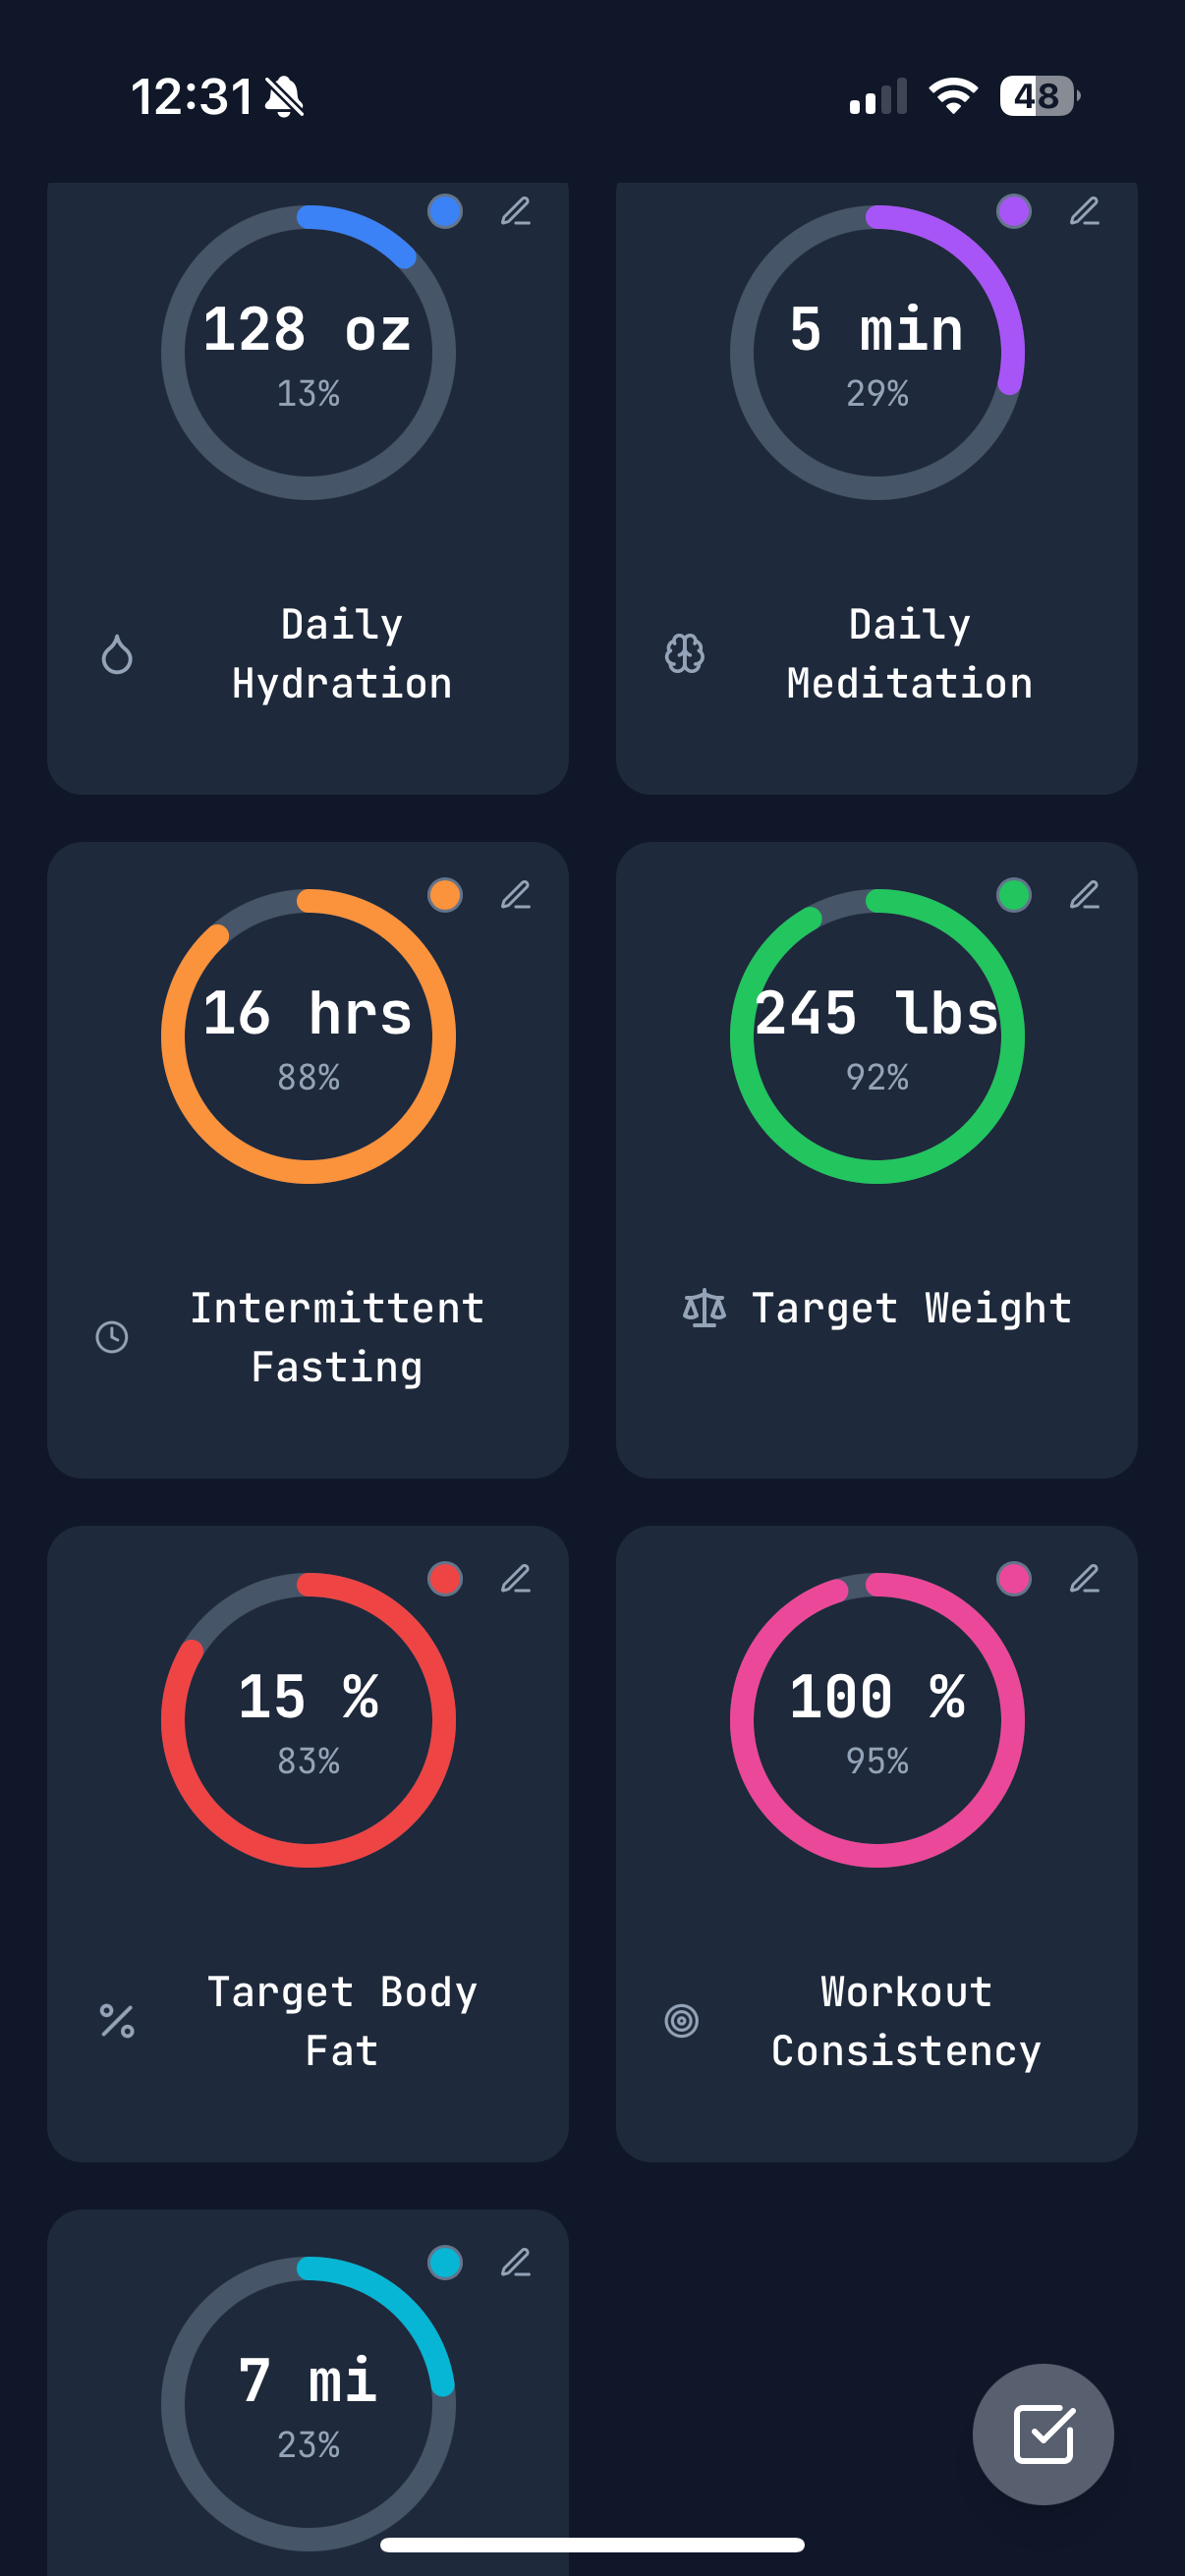 12:31
48
128 oz
13%
Daily
Hydration
5 min
29%
Daily
Meditation
16 hrs
88%
Intermittent
Fasting
245 lbs
92%
Target Weight
15 %
83%
Target Body
Fat
100 %
95%
Workout
Consistency
7 mi
23%